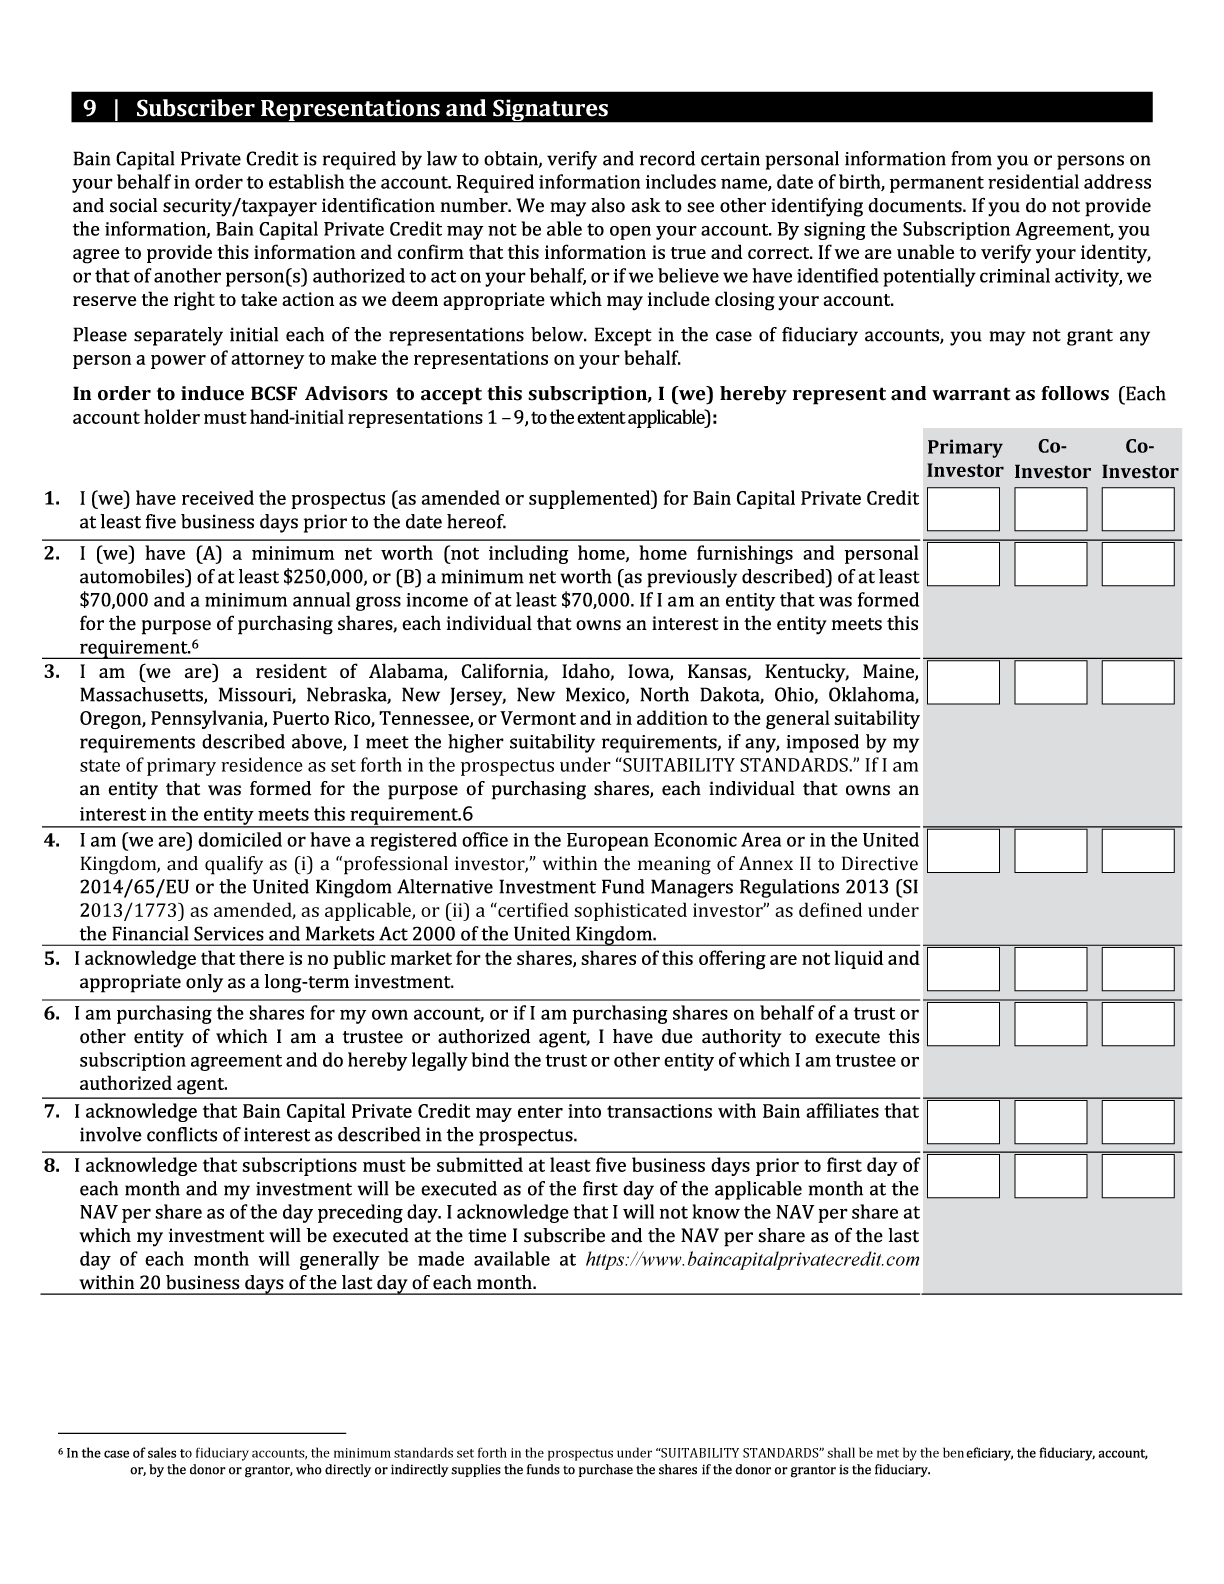 9 | Subscriber Representations and Signatures
Bain Capital Private Credit is required by law to obtain, verify and record certain personal information from you or persons on
your behalf in order to establish the account. Required information includes name, date of birth, permanent residential address
and social security/taxpayer identification number. We may also ask to see other identifying documents. If you do not provide
the information, Bain Capital Private Credit may not be able to open your account. By signing the Subscription Agreement, you
agree to provide this information and confirm that this information is true and correct. If we are unable to verify your identity,
or that of another person(s) authorized to act on your behalf, or if we believe we have identified potentially criminal activity, we
reserve the right to take action as we deem appropriate which may include closing your account.
Please separately initial each of the representations below. Except in the case of fiduciary accounts, you may not grant any
person a power of attorney to make the representations on your behalf.
In order to induce BCSF Advisors to accept this subscription, I (we) hereby represent and warrant as follows (Each
account holder must hand-initial representations 1 – 9, to the extent applicable):
Primary Co- Co-
Investor Investor Investor
1. I (we) have received the prospectus (as amended or supplemented) for Bain Capital Private Credit
at least five business days prior to the date hereof.
2. I (we) have (A) a minimum net worth (not including home, home furnishings and personal
automobiles) of at least $250,000, or (B) a minimum net worth (as previously described) of at least
$70,000 and a minimum annual gross income of at least $70,000. If I am an entity that was formed
for the purpose of purchasing shares, each individual that owns an interest in the entity meets this
requirement.6
3. I am (we are) a resident of Alabama, California, Idaho, Iowa, Kansas, Kentucky, Maine,
Massachusetts, Missouri, Nebraska, New Jersey, New Mexico, North Dakota, Ohio, Oklahoma,
Oregon, Pennsylvania, Puerto Rico, Tennessee, or Vermont and in addition to the general suitability
requirements described above, I meet the higher suitability requirements, if any, imposed by my
state of primary residence as set forth in the prospectus under “SUITABILITY STANDARDS.” If I am
an entity that was formed for the purpose of purchasing shares, each individual that owns an
interest in the entity meets this requirement.6
4. I am (we are) domiciled or have a registered office in the European Economic Area or in the United
Kingdom, and qualify as (i) a “professional investor,” within the meaning of Annex II to Directive
2014/65/EU or the United Kingdom Alternative Investment Fund Managers Regulations 2013 (SI
2013/1773) as amended, as applicable, or (ii) a “certified sophisticated investor” as defined under
the Financial Services and Markets Act 2000 of the United Kingdom.
5. I acknowledge that there is no public market for the shares, shares of this offering are not liquid and
appropriate only as a long-term investment.
6. I am purchasing the shares for my own account, or if I am purchasing shares on behalf of a trust or
other entity of which I am a trustee or authorized agent, I have due authority to execute this
subscription agreement and do hereby legally bind the trust or other entity of which I am trustee or
authorized agent.
7. I acknowledge that Bain Capital Private Credit may enter into transactions with Bain affiliates that
involve conflicts of interest as described in the prospectus.
8. I acknowledge that subscriptions must be submitted at least five business days prior to first day of
each month and my investment will be executed as of the first day of the applicable month at the
NAV per share as of the day preceding day. I acknowledge that I will not know the NAV per share at
which my investment will be executed at the time I subscribe and the NAV per share as of the last
day of each month will generally be made available at https://www.baincapitalprivatecredit.com
within 20 business days of the last day of each month.
6 In the case of sales to fiduciary accounts, the minimum standards set forth in the prospectus under “SUITABILITY STANDARDS” shall be met by the beneficiary, the fiduciary, account,
or, by the donor or grantor, who directly or indirectly supplies the funds to purchase the shares if the donor or grantor is the fiduciary.